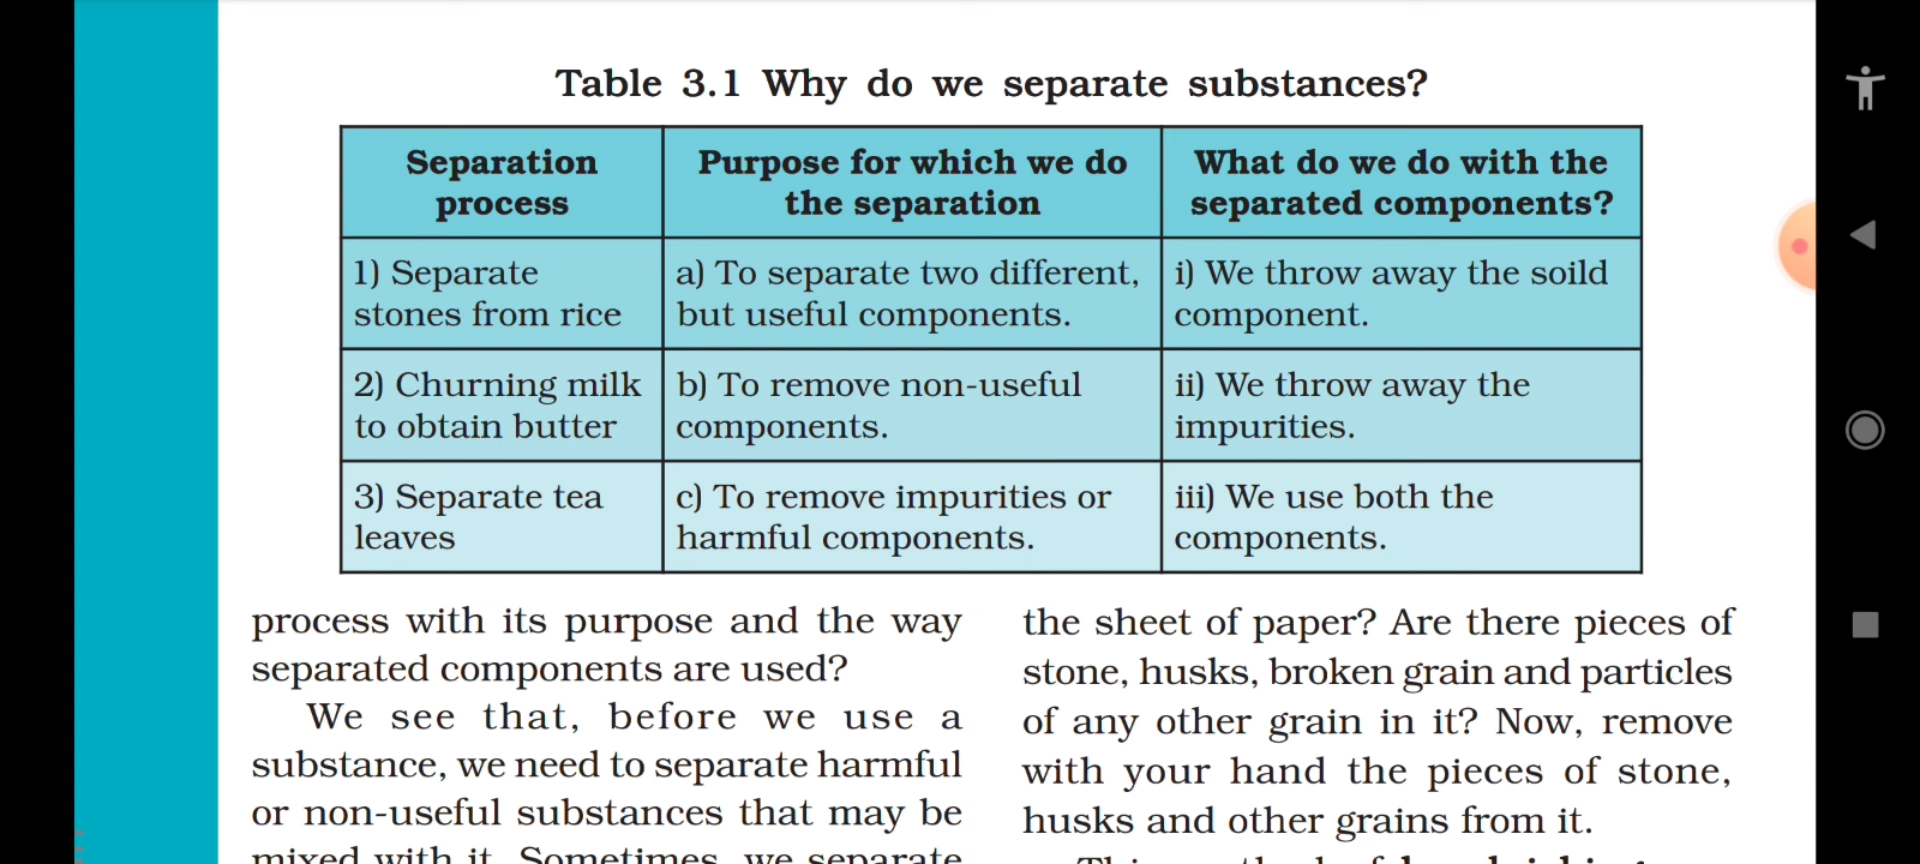 Table 3.1 Why do we separate substances?
Separation
process
Purpose for which we do
the separation
What do we do with the
separated components?
1) Separate
stones from rice
a) To separate two different,
but useful components.
i) We throw away the soild
component.
2) Churning milk
to obtain butter
b) To remove non-useful
components.
ii) We throw away the
impurities.
3) Separate tea
leaves
c) To remove impurities or
harmful components.
iii) We use both the
components.
process with its purpose and the way
separated components are used?
We see that, before we use a
substance, we need to separate harmful
or non-useful substances that may be
mixed with it. Sometimes, we separate
the sheet of paper? Are there pieces of
stone, husks, broken grain and particles
of any other grain in it? Now, remove
with your hand the pieces of stone,
husks and other grains from it.